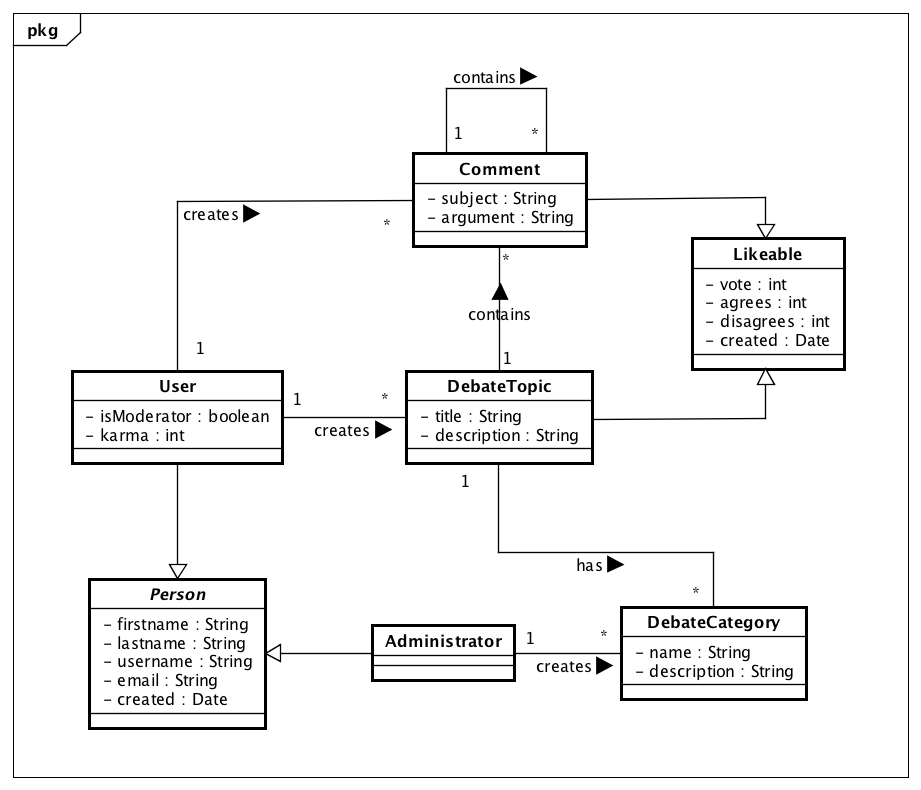 pkg
contains
1
*
Comment
- subject : String
- argument : String
creates
*
1
*
contains
1
Likeable
- vote : int
- agrees : int
- disagrees : int
- created : Date
User
- isModerator : boolean
- karma : int
1
*
creates
DebateTopic
- title : String
- description : String
1
has
*
Person
- firstname : String
- lastname : String
- username : String
- email : String
- created : Date
Administrator
1
*
creates
DebateCategory
- name : String
- description : String